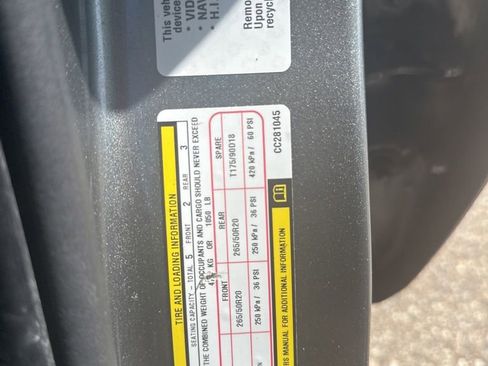 This veh
device
* VID
* NAV
* H.I.
Remo
Upon
recyc
TIRE AND LOADING INFORMATION
SEATING CAPACITY - TOTAL 5 FRONT 2 REAR 3
THE COMBINED WEIGHT OF OCCUPANTS AND CARGO SHOULD NEVER EXCEED
KG OR 1050 LB
FRONT REAR SPARE
265/50R20 265/50R20 T175/90D18
250 kPa / 36 PSI 250 kPa / 36 PSI 420 kPa / 60 PSI
ERS MANUAL FOR ADDITIONAL INFORMATION
CC281045